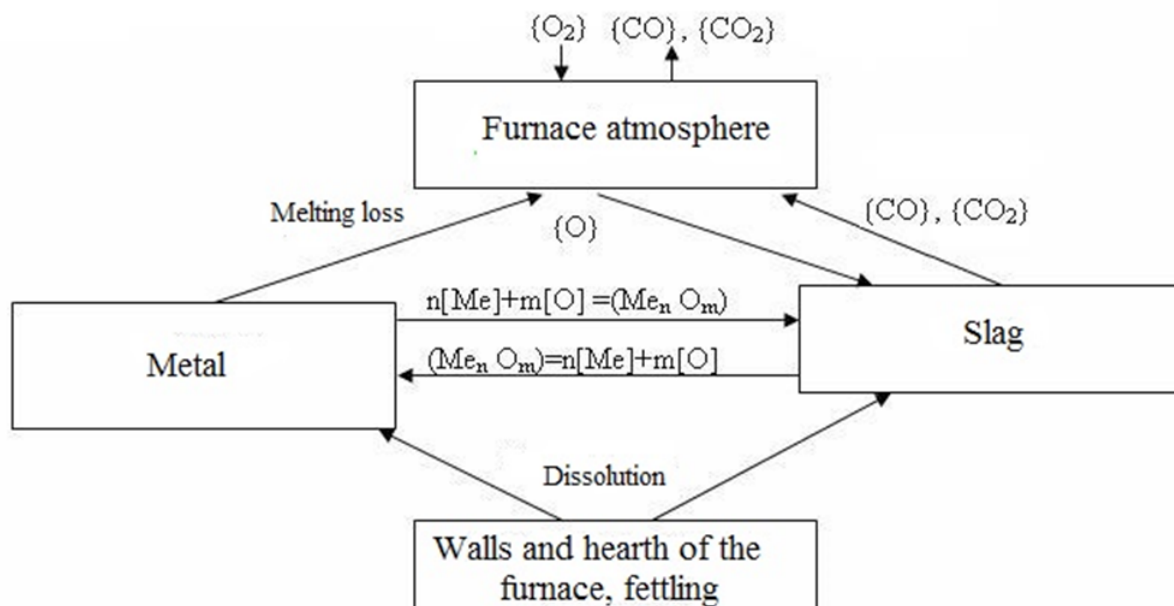 {O₂} {CO}, {CO₂}
Furnace atmosphere
Melting loss
{O}
{CO}, {CO₂}
n[Me]+m[O] =(Meₙ Oₘ)
Metal
Slag
(Meₙ Oₘ)=n[Me]+m[O]
Dissolution
Walls and hearth of the
furnace, fettling